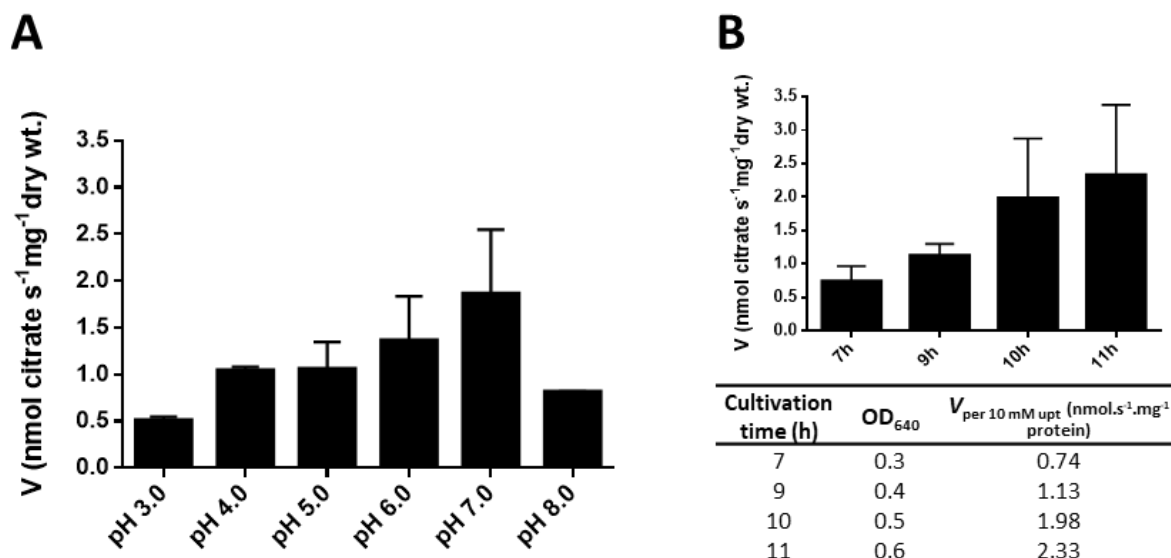 A
V (nmol citrate s⁻¹mg⁻¹dry wt.)
3.5
3.0
2.5
2.0
1.5
1.0
0.5
0.0
pH 3.0
pH 4.0
pH 5.0
pH 6.0
pH 7.0
pH 8.0
B
V (nmol citrate s⁻¹mg⁻¹dry wt.)
3.5
3.0
2.5
2.0
1.5
1.0
0.5
0.0
7h
9h
10h
11h
Cultivation time (h) OD₆₄₀ V per 10 mM upt (nmol.s⁻¹.mg⁻¹ protein)
7 0.3 0.74
9 0.4 1.13
10 0.5 1.98
11 0.6 2.33